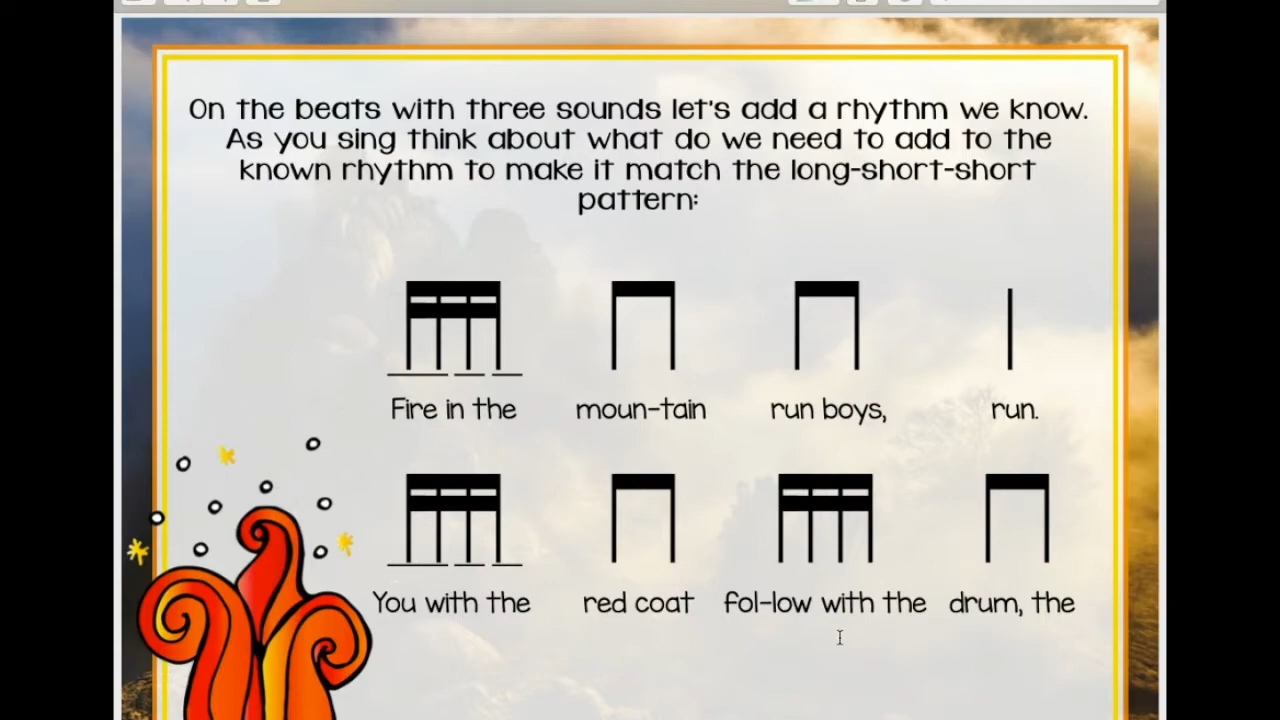 On the beats with three sounds let's add a rhythm we know.
As you sing think about what do we need to add to the
known rhythm to make it match the long-short-short
pattern:
Fire in the moun-tain run boys, run.
You with the red coat fol-low with the drum, the